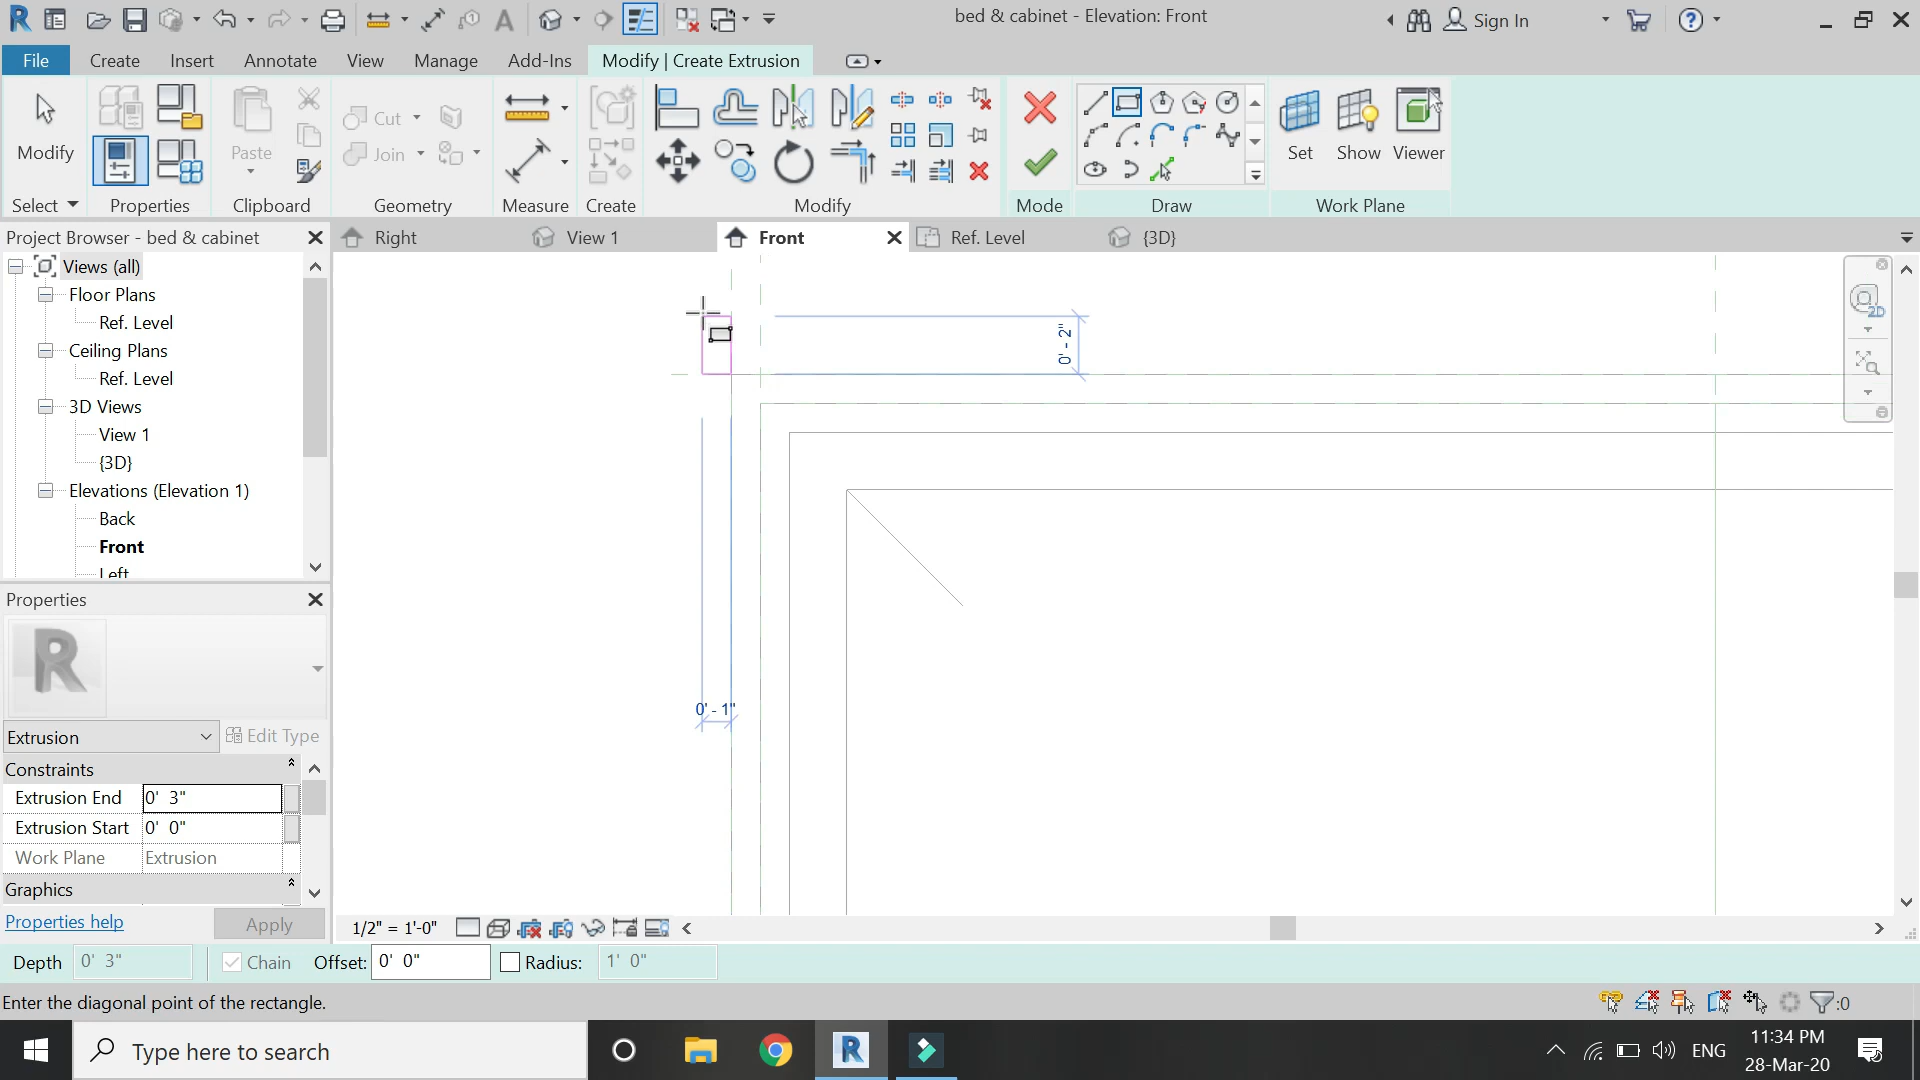 bed & cabinet - Elevation: Front
Sign In
File
Create
Insert
Annotate
View
Manage
Add-Ins
Modify | Create Extrusion
Modify
Paste
Cut
Join
Set
Show
Viewer
Select
Properties
Clipboard
Geometry
Measure
Create
Modify
Mode
Draw
Work Plane
Project Browser - bed & cabinet
Right
View 1
Front
Ref. Level
{3D}
Views (all)
Floor Plans
Ref. Level
Ceiling Plans
Ref. Level
3D Views
View 1
{3D}
Elevations (Elevation 1)
Back
Front
Left
2D
0' - 2"
0' - 1"
Properties
R
Extrusion
Edit Type
Constraints
Extrusion End 0' 3"
Extrusion Start 0' 0"
Work Plane Extrusion
Graphics
Properties help
Apply
1/2" = 1'-0"
Depth 0' 3"
Chain
Offset: 0' 0"
Radius: 1' 0"
Enter the diagonal point of the rectangle.
:0
Type here to search
ENG
11:34 PM
28-Mar-20